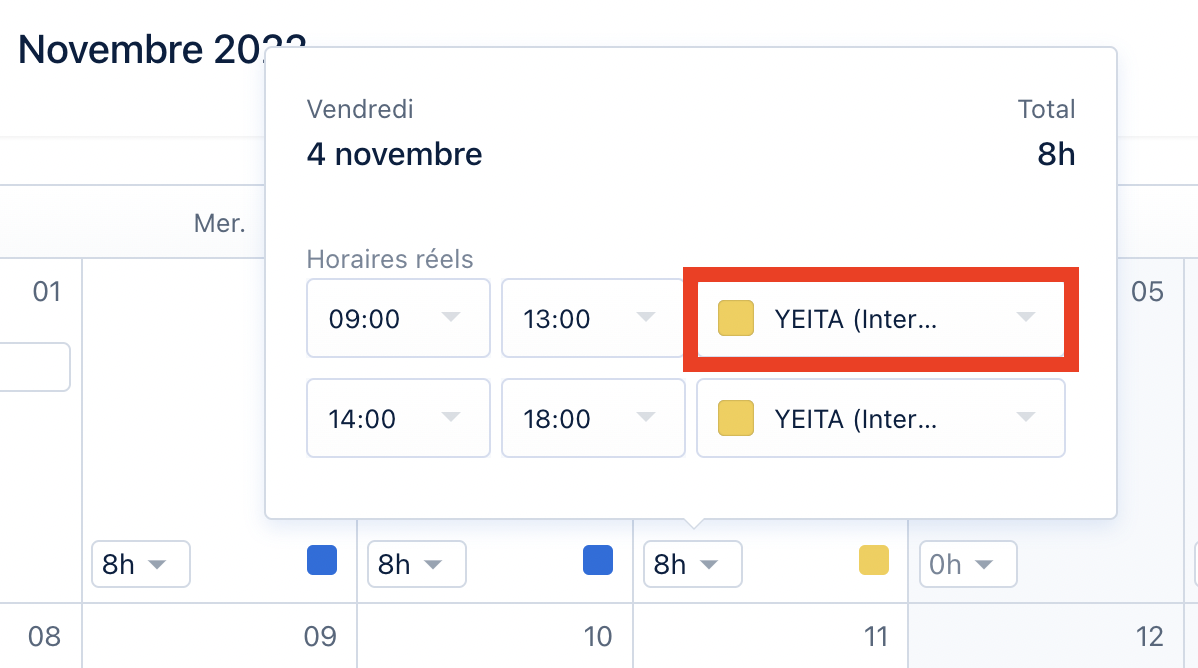 Novembre 2022
Vendredi
Total
4 novembre
8h
Mer.
Horaires réels
01
05
09:00
13:00
YEITA (Inter...
14:00
18:00
YEITA (Inter...
8h
8h
8h
0h
08
09
10
11
12